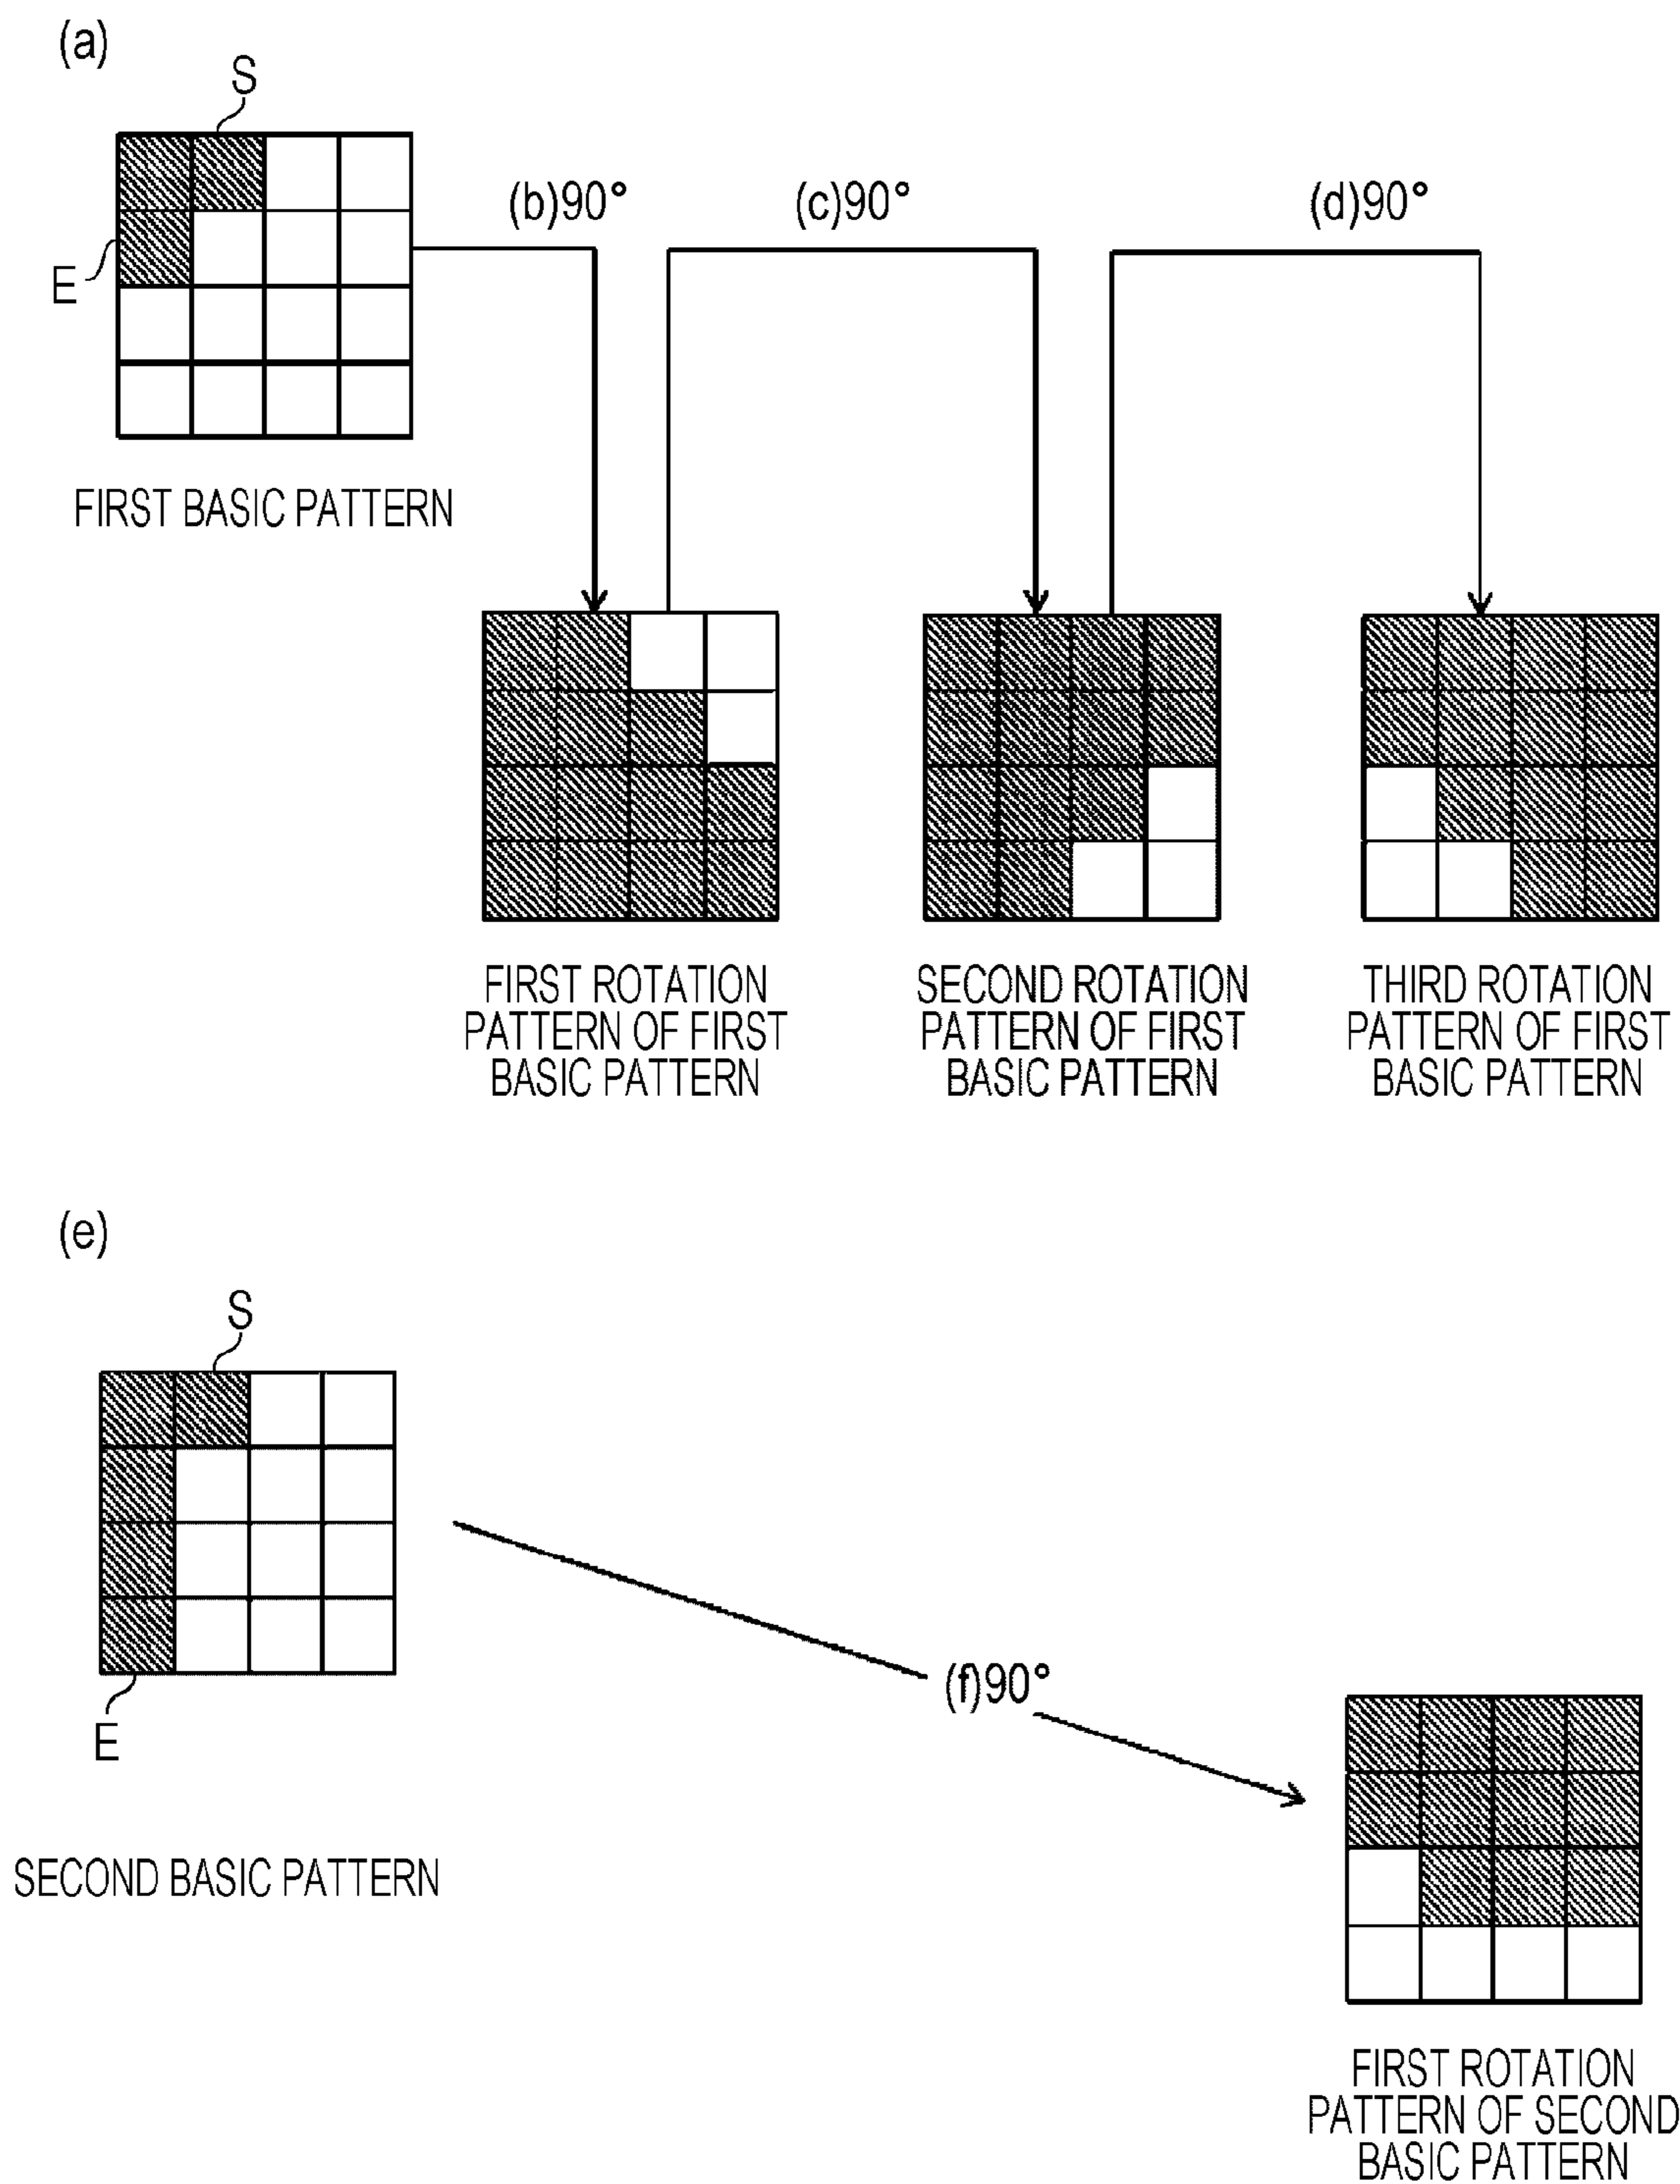 (a)
S
(b)90°
(c)90°
(d)90°
E
FIRST BASIC PATTERN
FIRST ROTATION
PATTERN OF FIRST
BASIC PATTERN
SECOND ROTATION
PATTERN OF FIRST
BASIC PATTERN
THIRD ROTATION
PATTERN OF FIRST
BASIC PATTERN
(e)
S
E
(f)90°
SECOND BASIC PATTERN
FIRST ROTATION
PATTERN OF SECOND
BASIC PATTERN